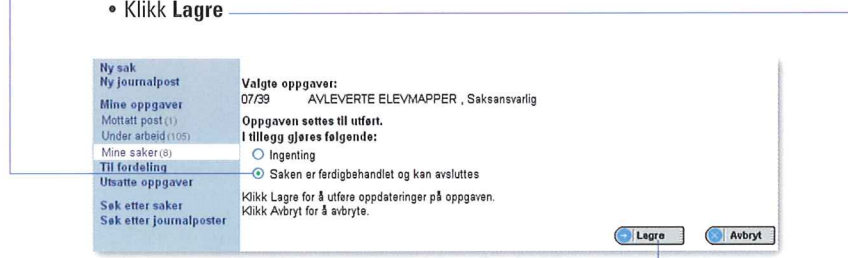 • Klikk Lagre
Ny sak
Ny journalpost
Mine oppgaver
Mottatt post (1)
Under arbeid (105)
Mine saker (8)
Til fordeling
Utsatte oppgaver
Søk etter saker
Søk etter journalposter
Valgte oppgaver:
07/39 AVLEVERTE ELEVMAPPER , Saksansvarlig
Oppgaven settes til utført.
I tillegg gjøres følgende:
Ingenting
Saken er ferdigbehandlet og kan avsluttes
Klikk Lagre for å utføre oppdateringer på oppgaven.
Klikk Avbryt for å avbryte.
Lagre
Avbryt